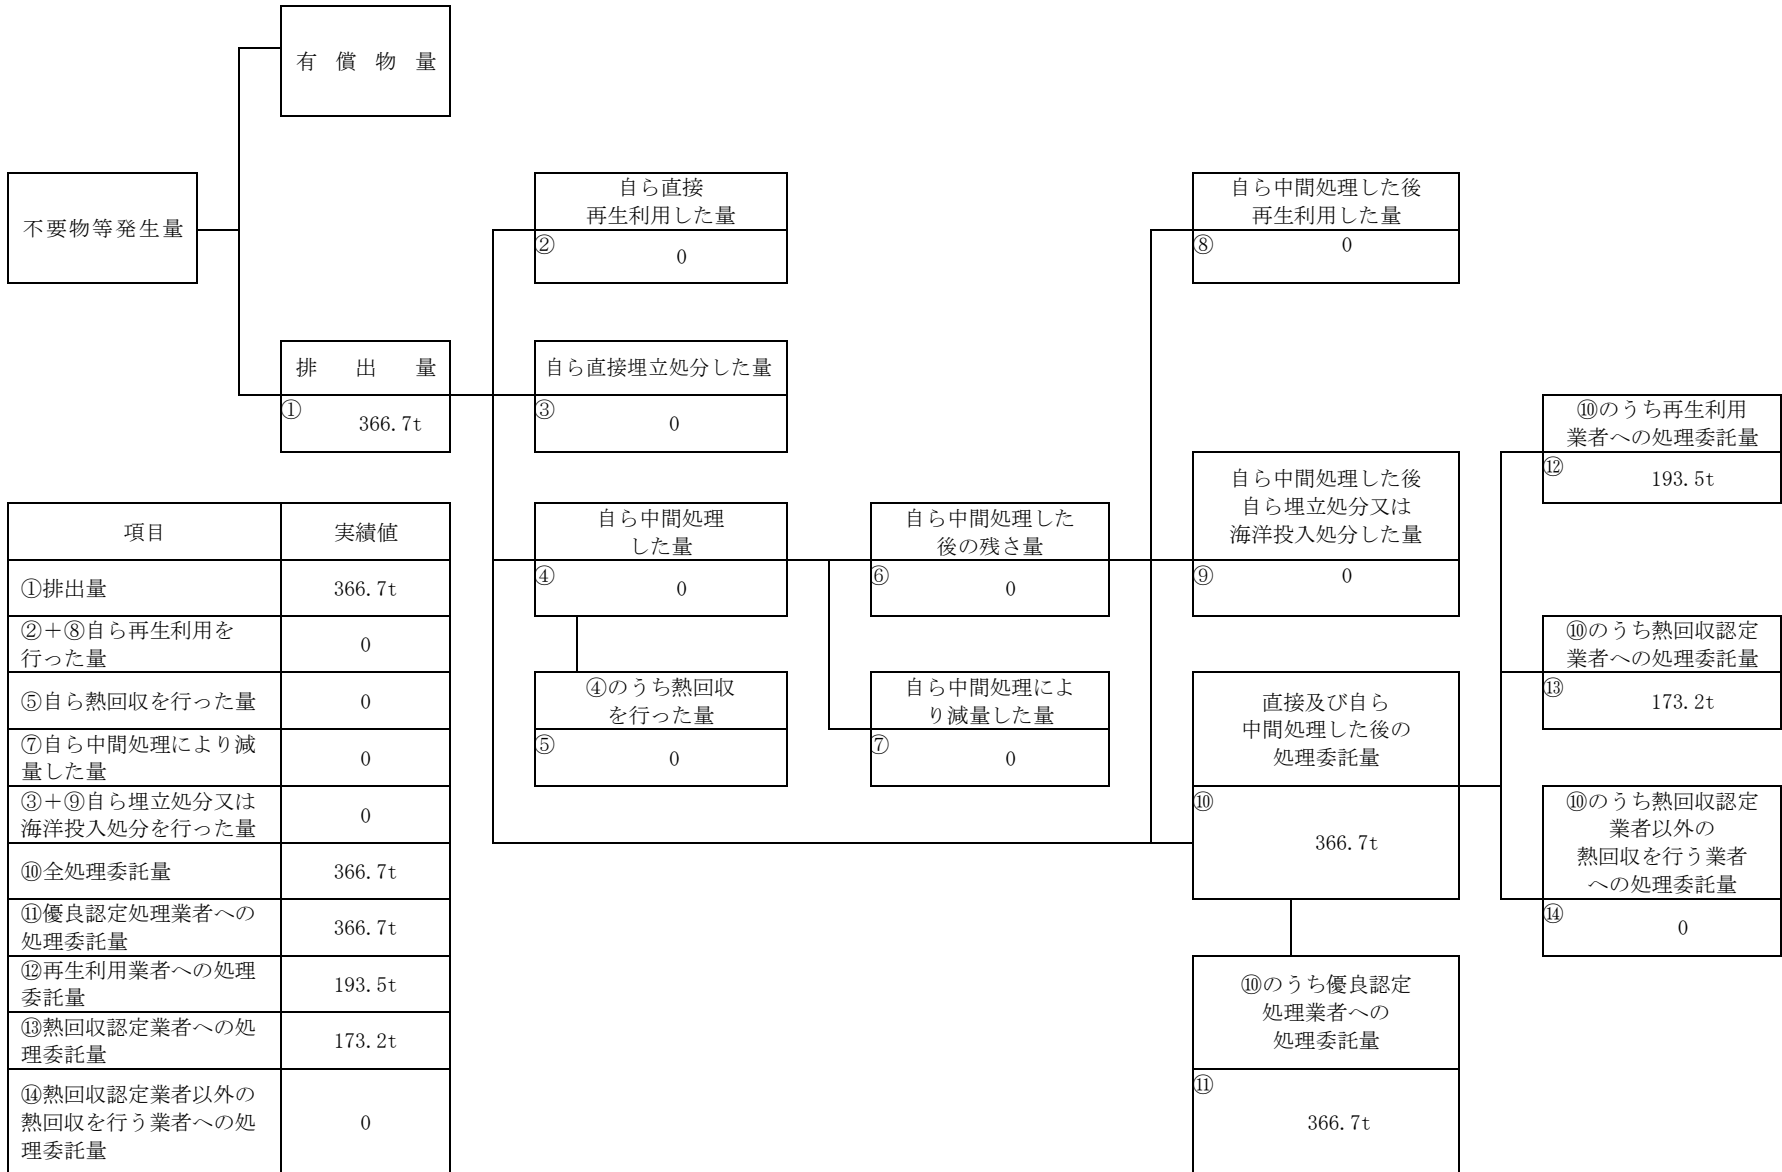 有償物量
不要物等発生量
自ら直接
再生利用した量
②
0
自ら中間処理した後
再生利用した量
⑧
0
排出量
①
366.7t
自ら直接埋立処分した量
③
0
⑩のうち再生利用
業者への処理委託量
⑫
193.5t
自ら中間処理
した量
④
0
自ら中間処理した
後の残さ量
⑥
0
自ら中間処理した後
自ら埋立処分又は
海洋投入処分した量
⑨
0
⑩のうち熱回収認定
業者への処理委託量
⑬
173.2t
④のうち熱回収
を行った量
⑤
0
自ら中間処理によ
り減量した量
⑦
0
直接及び自ら
中間処理した後の
処理委託量
⑩
366.7t
⑩のうち熱回収認定
業者以外の
熱回収を行う業者
への処理委託量
⑭
0
⑩のうち優良認定
処理業者への
処理委託量
⑪
366.7t
項目 実績値
①排出量 366.7t
②＋⑧自ら再生利用を
行った量
0
⑤自ら熱回収を行った量 0
⑦自ら中間処理により減
量した量
0
③＋⑨自ら埋立処分又は
海洋投入処分を行った量
0
⑩全処理委託量 366.7t
⑪優良認定処理業者への
処理委託量
366.7t
⑫再生利用業者への処理
委託量
193.5t
⑬熱回収認定業者への処
理委託量
173.2t
⑭熱回収認定業者以外の
熱回収を行う業者への処
理委託量
0